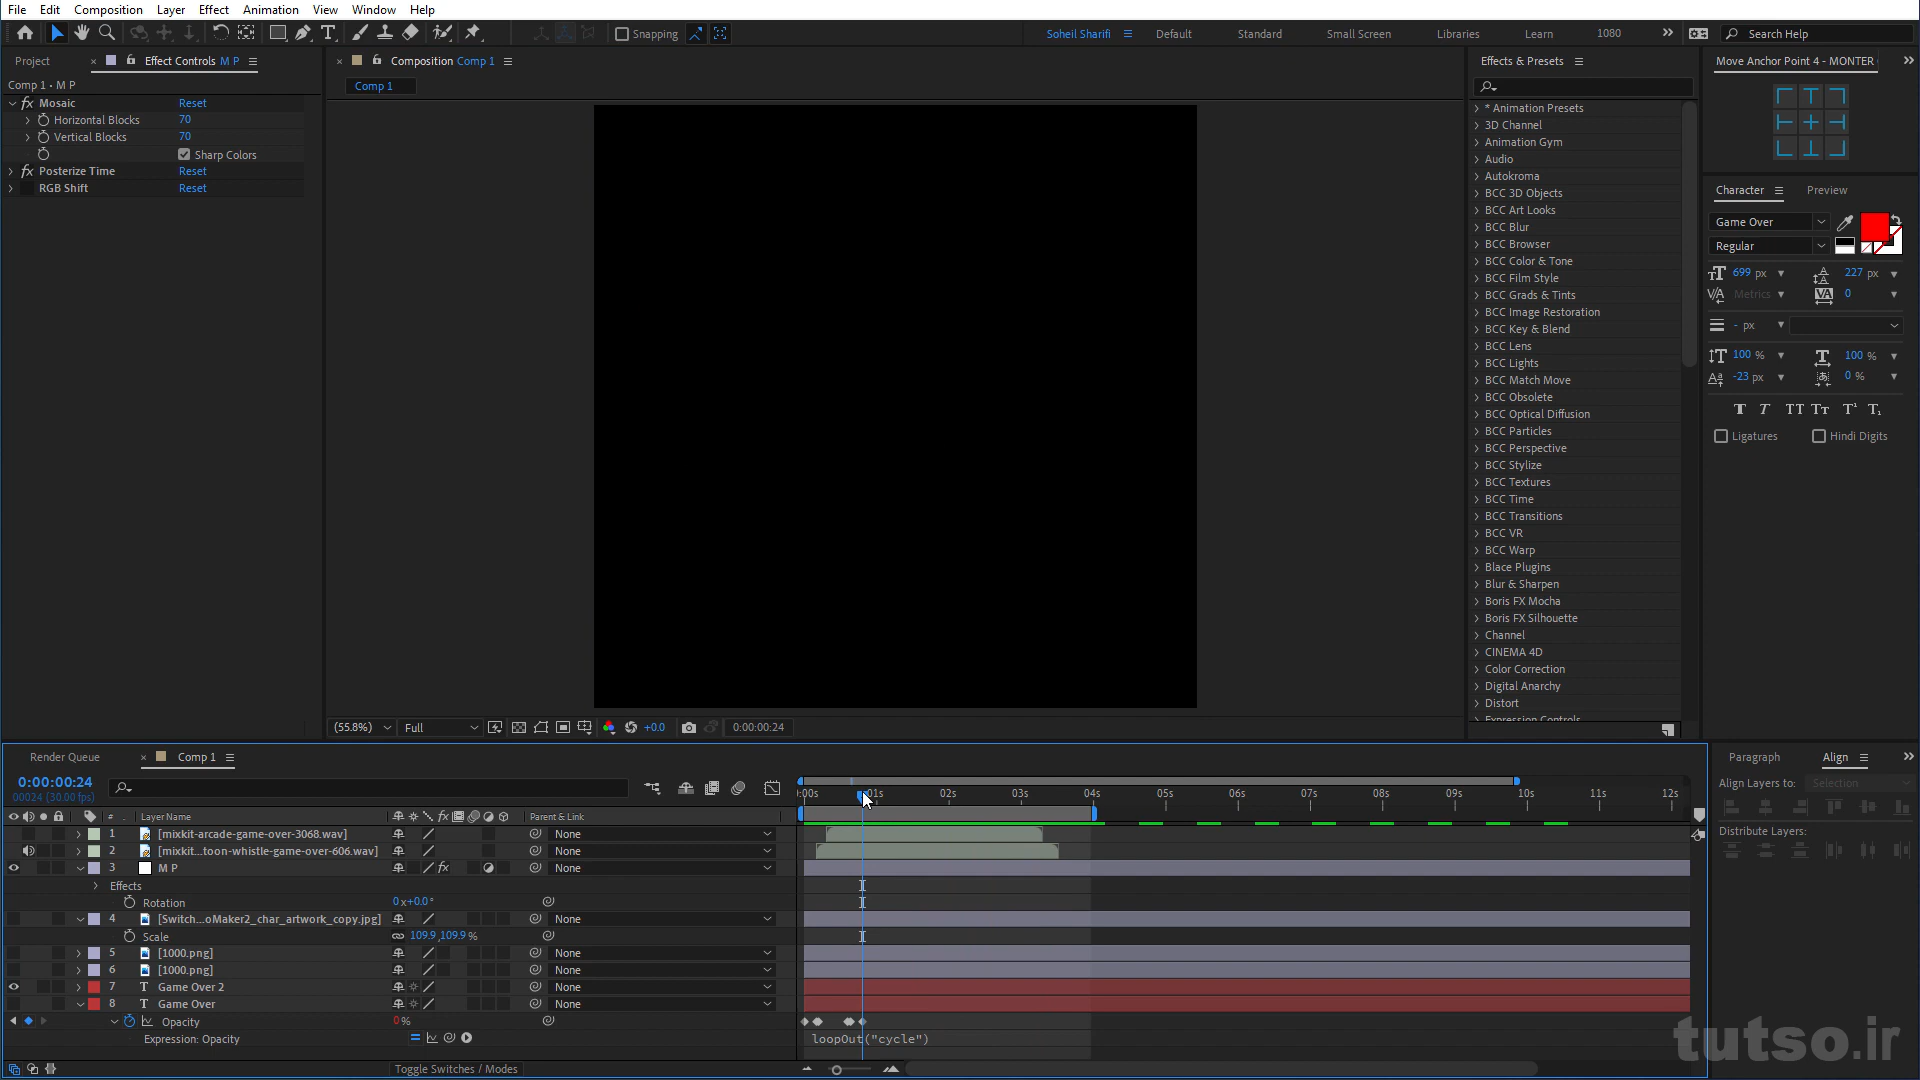 File Edit Composition Layer Effect Animation View Window Help
Snapping
Soheil Sharifi Default Standard Small Screen Libraries Learn 1080 Search Help
Project Effect Controls M P
Comp 1 • M P
fx Mosaic Reset
Horizontal Blocks 70
Vertical Blocks 70
Sharp Colors
fx Posterize Time Reset
RGB Shift Reset
Composition Comp 1
Comp 1
(55.8%) Full +0.0 0:00:00:24
Effects & Presets
* Animation Presets
3D Channel
Animation Gym
Audio
Autokroma
BCC 3D Objects
BCC Art Looks
BCC Blur
BCC Browser
BCC Color & Tone
BCC Film Style
BCC Grads & Tints
BCC Image Restoration
BCC Key & Blend
BCC Lens
BCC Lights
BCC Match Move
BCC Obsolete
BCC Optical Diffusion
BCC Particles
BCC Perspective
BCC Stylize
BCC Textures
BCC Time
BCC Transitions
BCC VR
BCC Warp
Blace Plugins
Blur & Sharpen
Boris FX Mocha
Boris FX Silhouette
Channel
CINEMA 4D
Color Correction
Digital Anarchy
Distort
Expression Controls
Move Anchor Point 4 - MONTER
Character Preview
Game Over
Regular
699 px 227 px
Metrics 0
- px
100 % 100 %
-23 px 0 %
Ligatures Hindi Digits
Render Queue Comp 1
0:00:00:24
00024 (30.00 fps)
:00s 01s 02s 03s 04s 05s 06s 07s 08s 09s 10s 11s 12s
# Layer Name fx Parent & Link
1 [mixkit-arcade-game-over-3068.wav] None
2 [mixkit...toon-whistle-game-over-606.wav] None
3 M P fx None
Effects
Rotation 0x+0.0°
4 [Switch...oMaker2_char_artwork_copy.jpg] None
Scale 109.9,109.9%
5 [1000.png] None
6 [1000.png] None
7 T Game Over 2 None
8 T Game Over None
Opacity 0%
Expression: Opacity loopOut("cycle")
Toggle Switches / Modes
Paragraph Align
Align Layers to: Selection
Distribute Layers:
tutso.ir